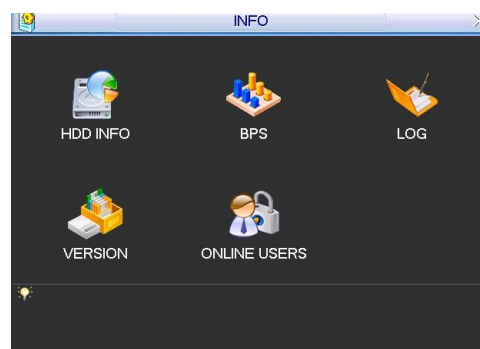 INFO
HDD INFO
BPS
LOG
VERSION
ONLINE USERS